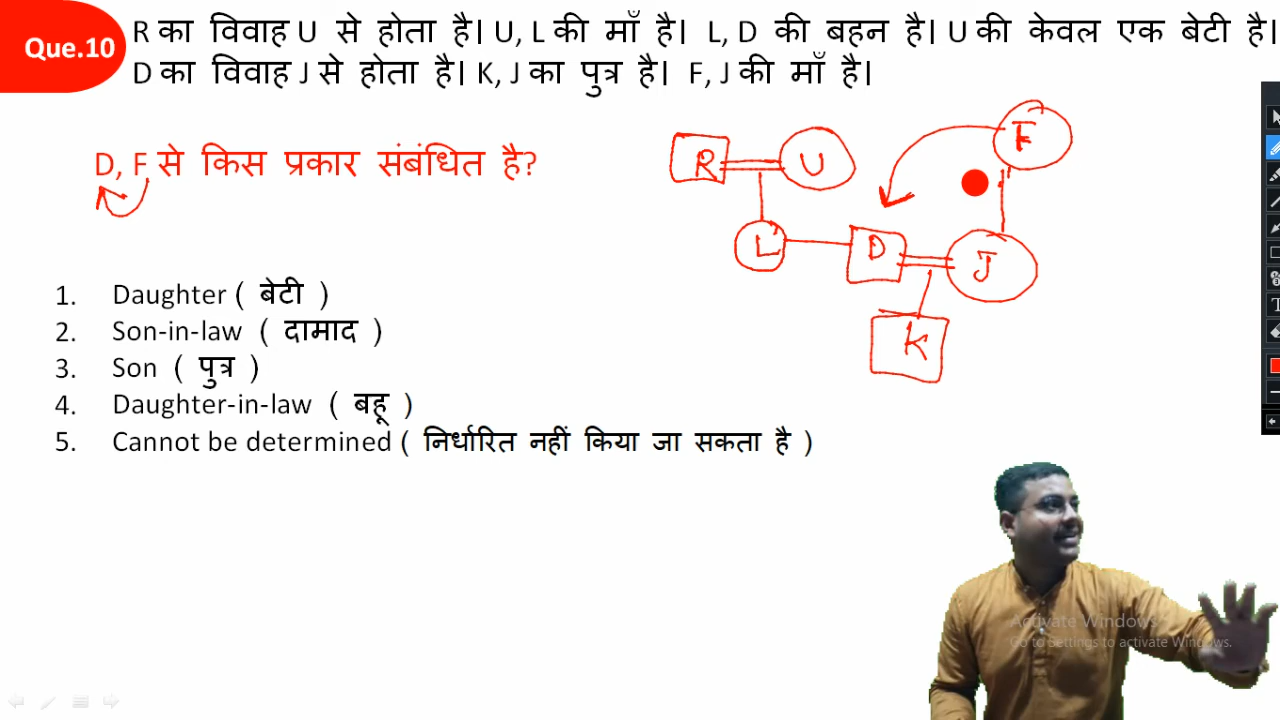 Que.10
R का विवाह U से होता है। U, L की माँ है। L, D की बहन है। U की केवल एक बेटी है।
D का विवाह J से होता है। K, J का पुत्र है। F, J की माँ है।
D, F से किस प्रकार संबंधित है?
R U F
L D J
K
1. Daughter ( बेटी )
2. Son-in-law ( दामाद )
3. Son ( पुत्र )
4. Daughter-in-law ( बहू )
5. Cannot be determined ( निर्धारित नहीं किया जा सकता है )
Activate Windows
Go to Settings to activate Windows.